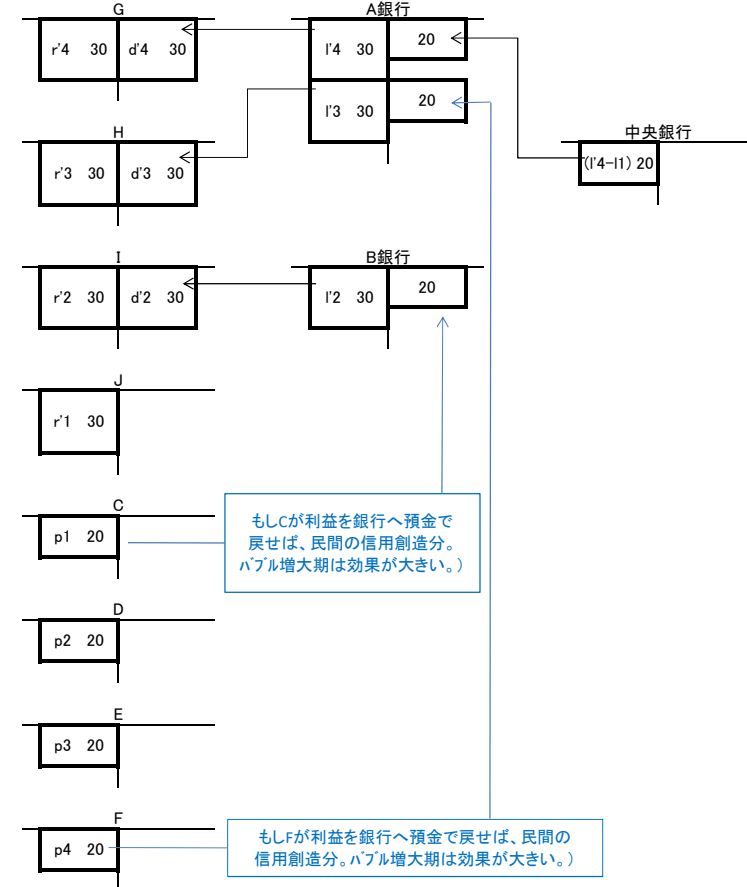 G
A銀行
r'4 30
d'4 30
l'4 30
20
l'3 30
20
H
中央銀行
r'3 30
d'3 30
(l'4-l1) 20
I
B銀行
r'2 30
d'2 30
l'2 30
20
J
r'1 30
C
p1 20
もしCが利益を銀行へ預金で
戻せば、民間の信用創造分。
バブル増大期は効果が大きい。)
D
p2 20
E
p3 20
F
p4 20
もしFが利益を銀行へ預金で戻せば、民間の
信用創造分。バブル増大期は効果が大きい。)